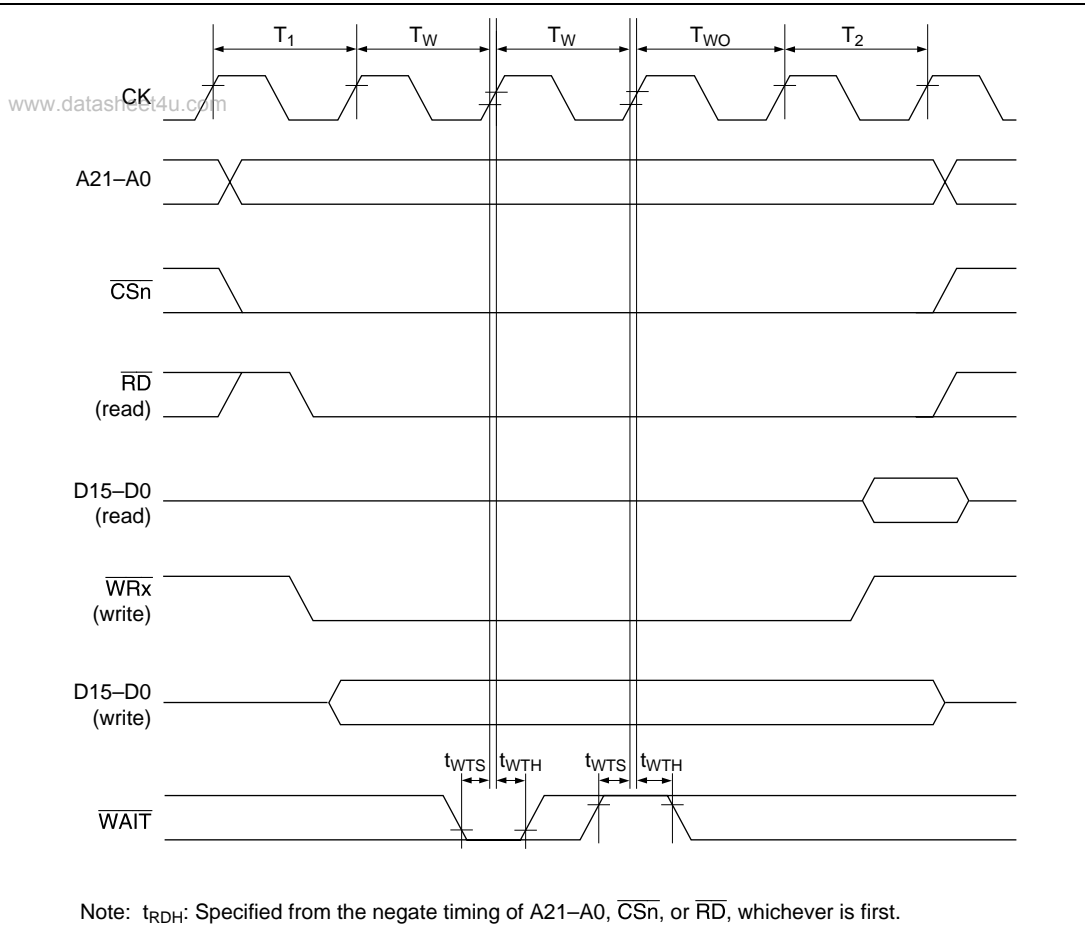 T1 TW TW TWO T2
CK
www.datasheet4u.com
A21–A0
CSn
RD
(read)
D15–D0
(read)
WRx
(write)
D15–D0
(write)
tWTS tWTH tWTS tWTH
WAIT
Note: tRDH: Specified from the negate timing of A21–A0, CSn, or RD, whichever is first.